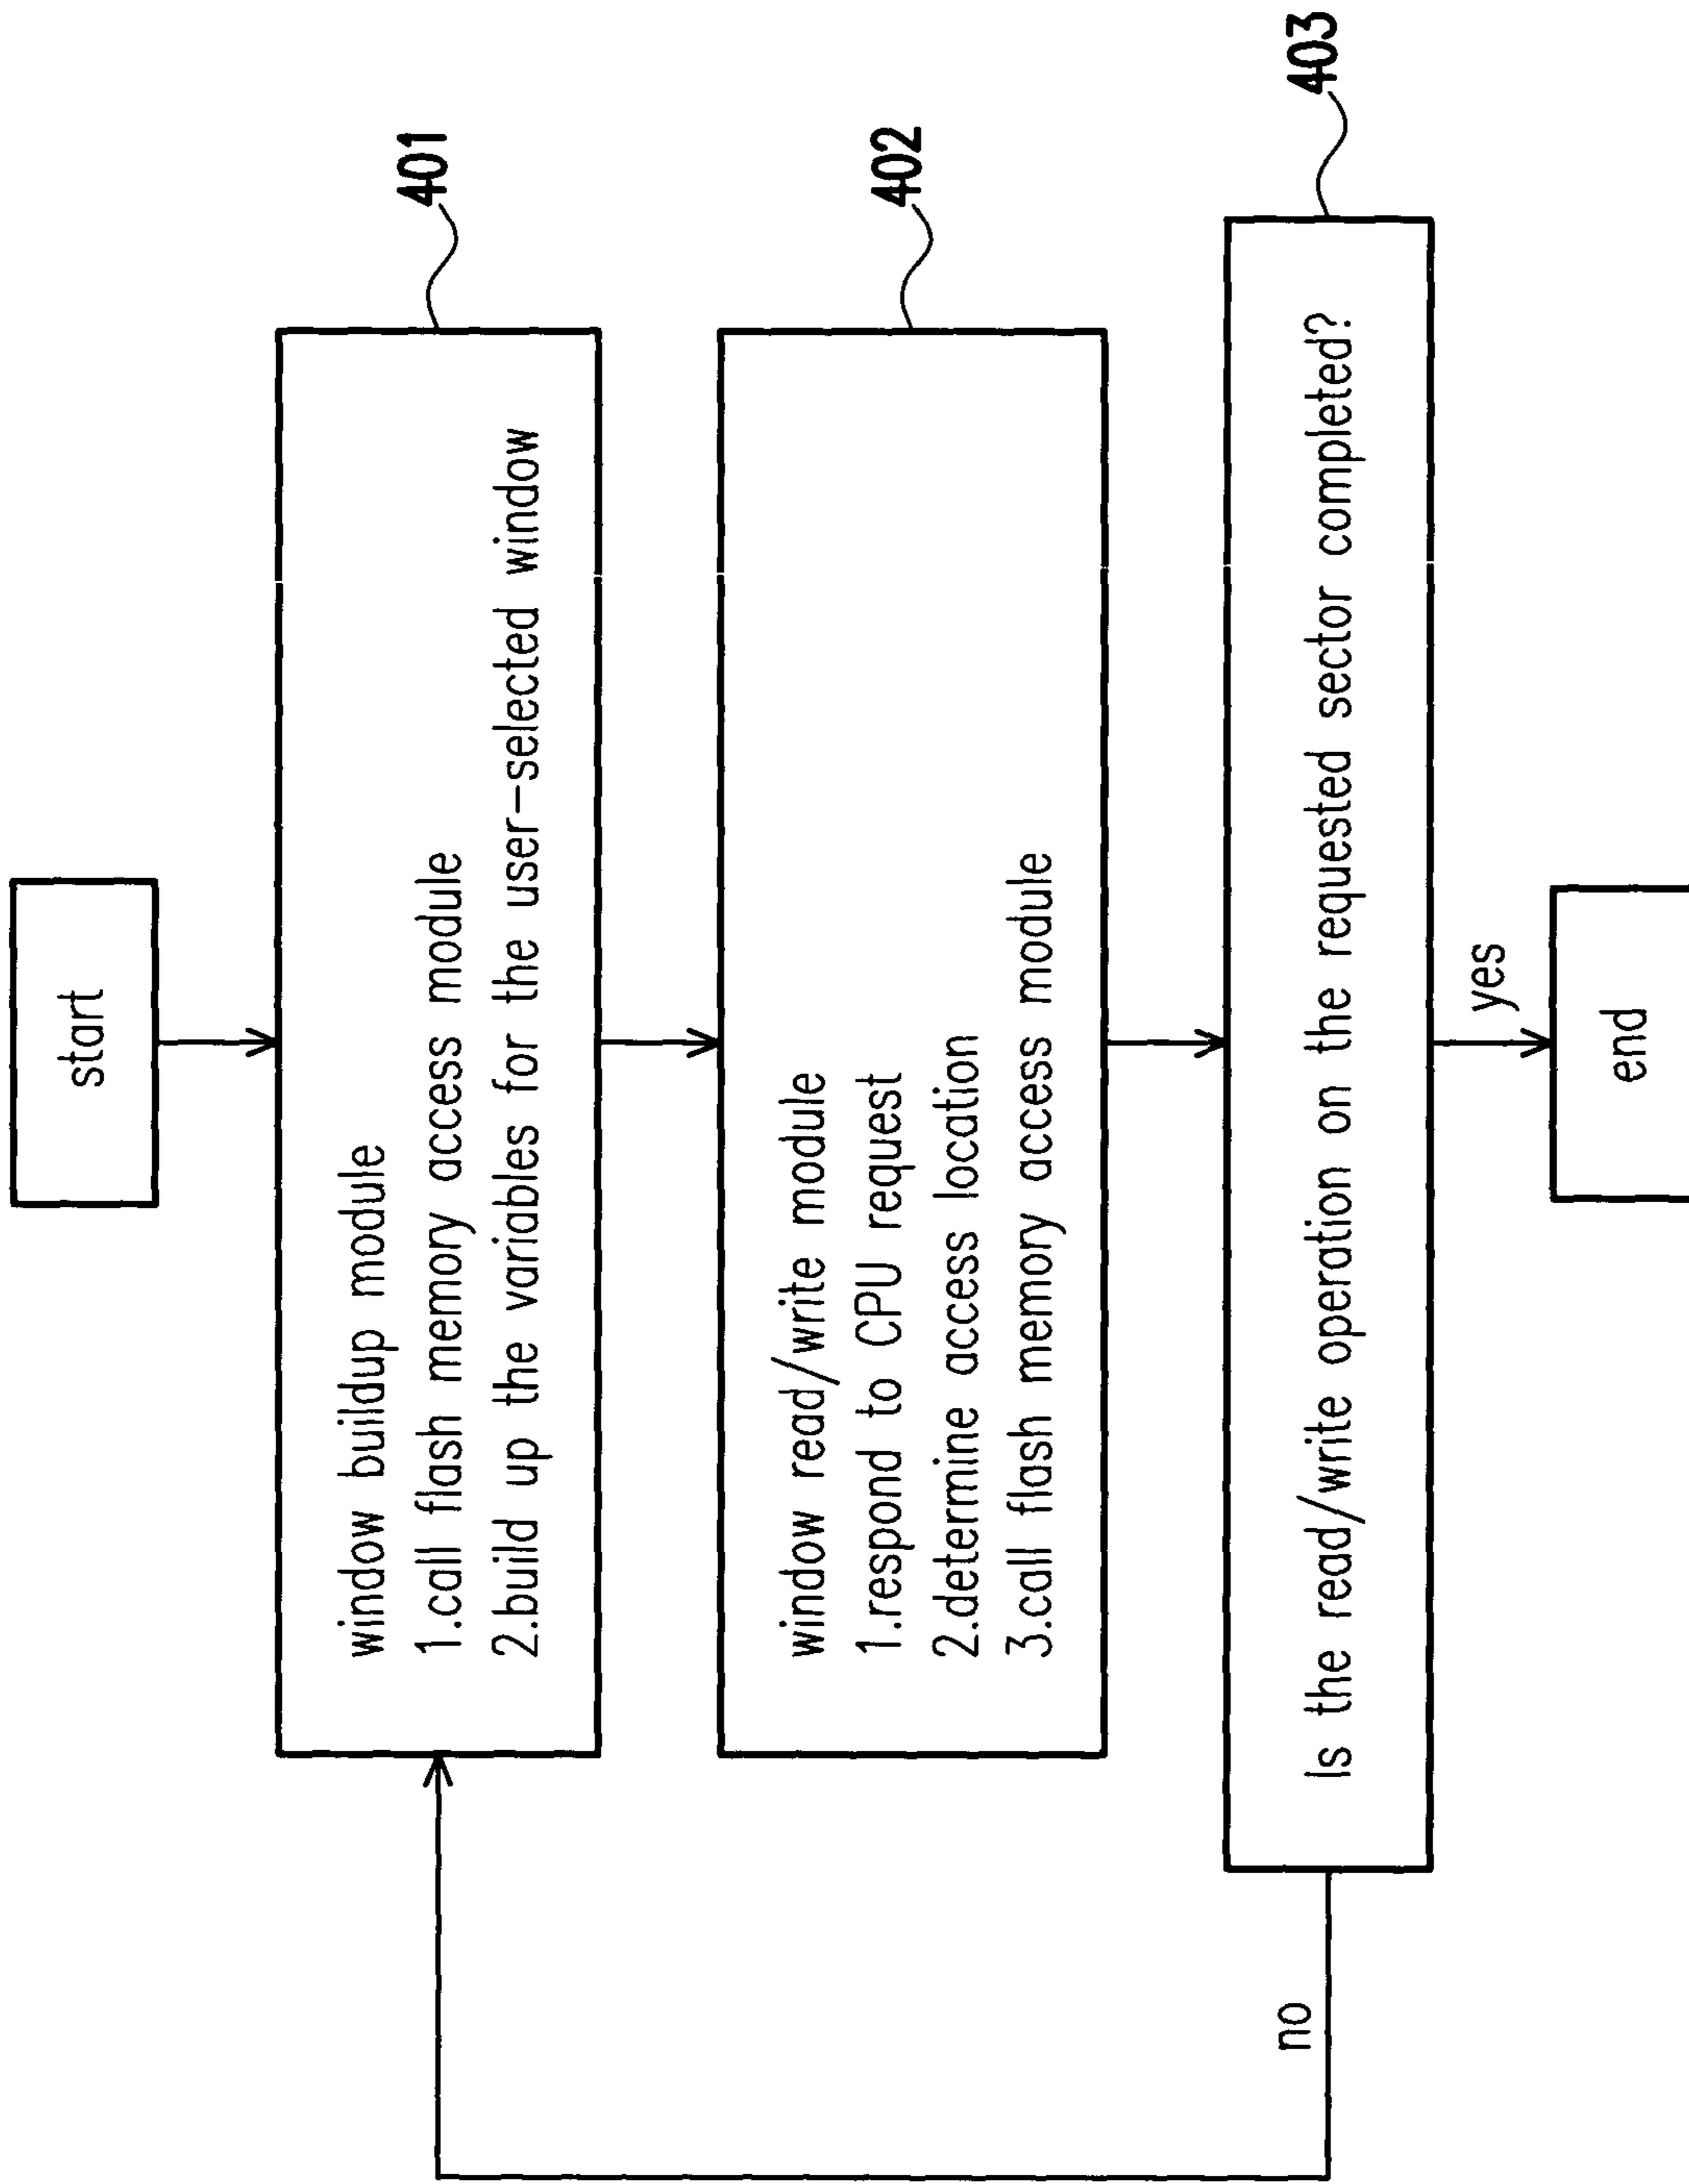 start
window buildup module
1.call flash memory access module
2.build up the variables for the user-selected window
401
window read/write module
1.respond to CPU request
2.determine access location
3.call flash memory access module
402
Is the read/write operation on the requested sector completed?
403
no
yes
end